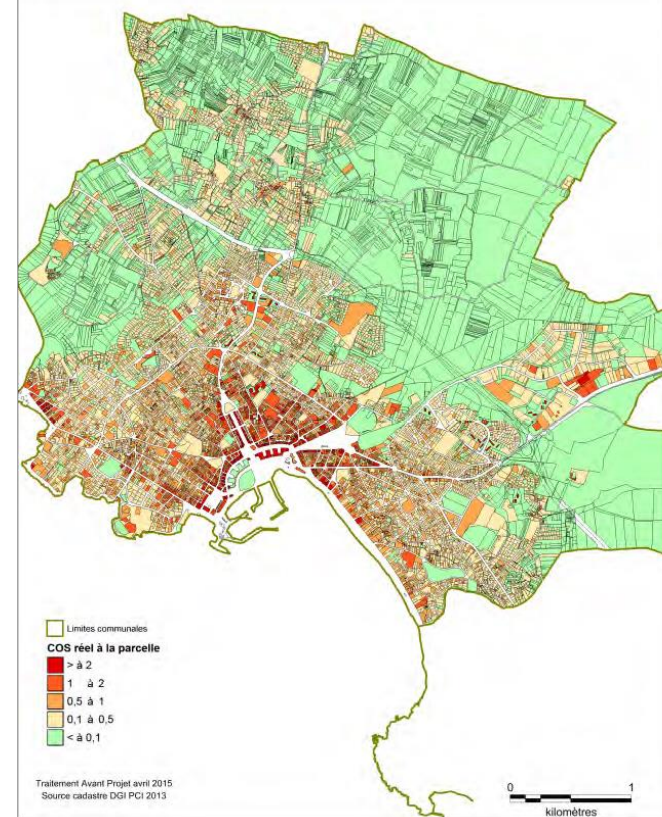 Limites communales
COS réel à la parcelle
> à 2
1 à 2
0,5 à 1
0,1 à 0,5
< à 0,1
Traitement Avant Projet avril 2015
Source cadastre DGI PCI 2013
0 1
kilomètres